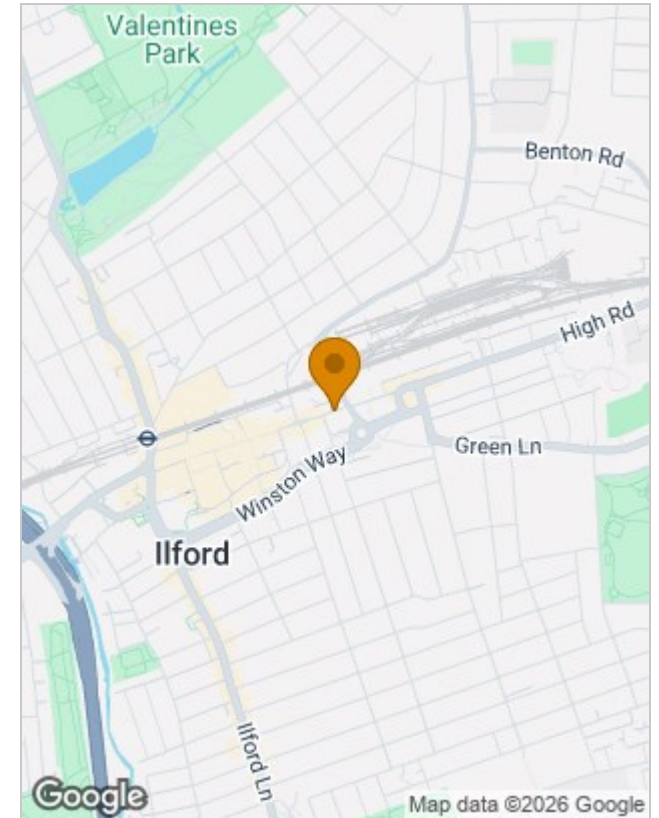 Valentines
Park
Benton Rd
High Rd
Green Ln
Winston Way
Ilford
Ilford Ln
Google
Map data ©2026 Google